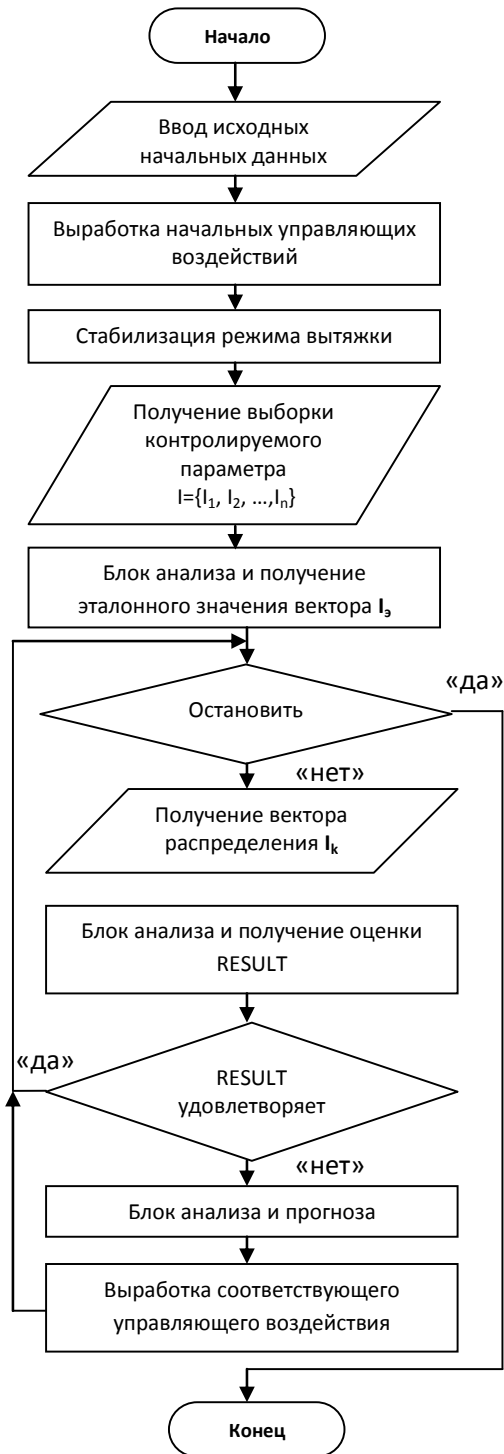 Начало
Ввод исходных
начальных данных
Выработка начальных управляющих
воздействий
Стабилизация режима вытяжки
Получение выборки
контролируемого
параметра
I={I₁, I₂, …,Iₙ}
Блок анализа и получение
эталонного значения вектора Iэ
«да»
Остановить
«нет»
Получение вектора
распределения Iₖ
Блок анализа и получение оценки
RESULT
«да»
RESULT
удовлетворяет
«нет»
Блок анализа и прогноза
Выработка соответствующего
управляющего воздействия
Конец